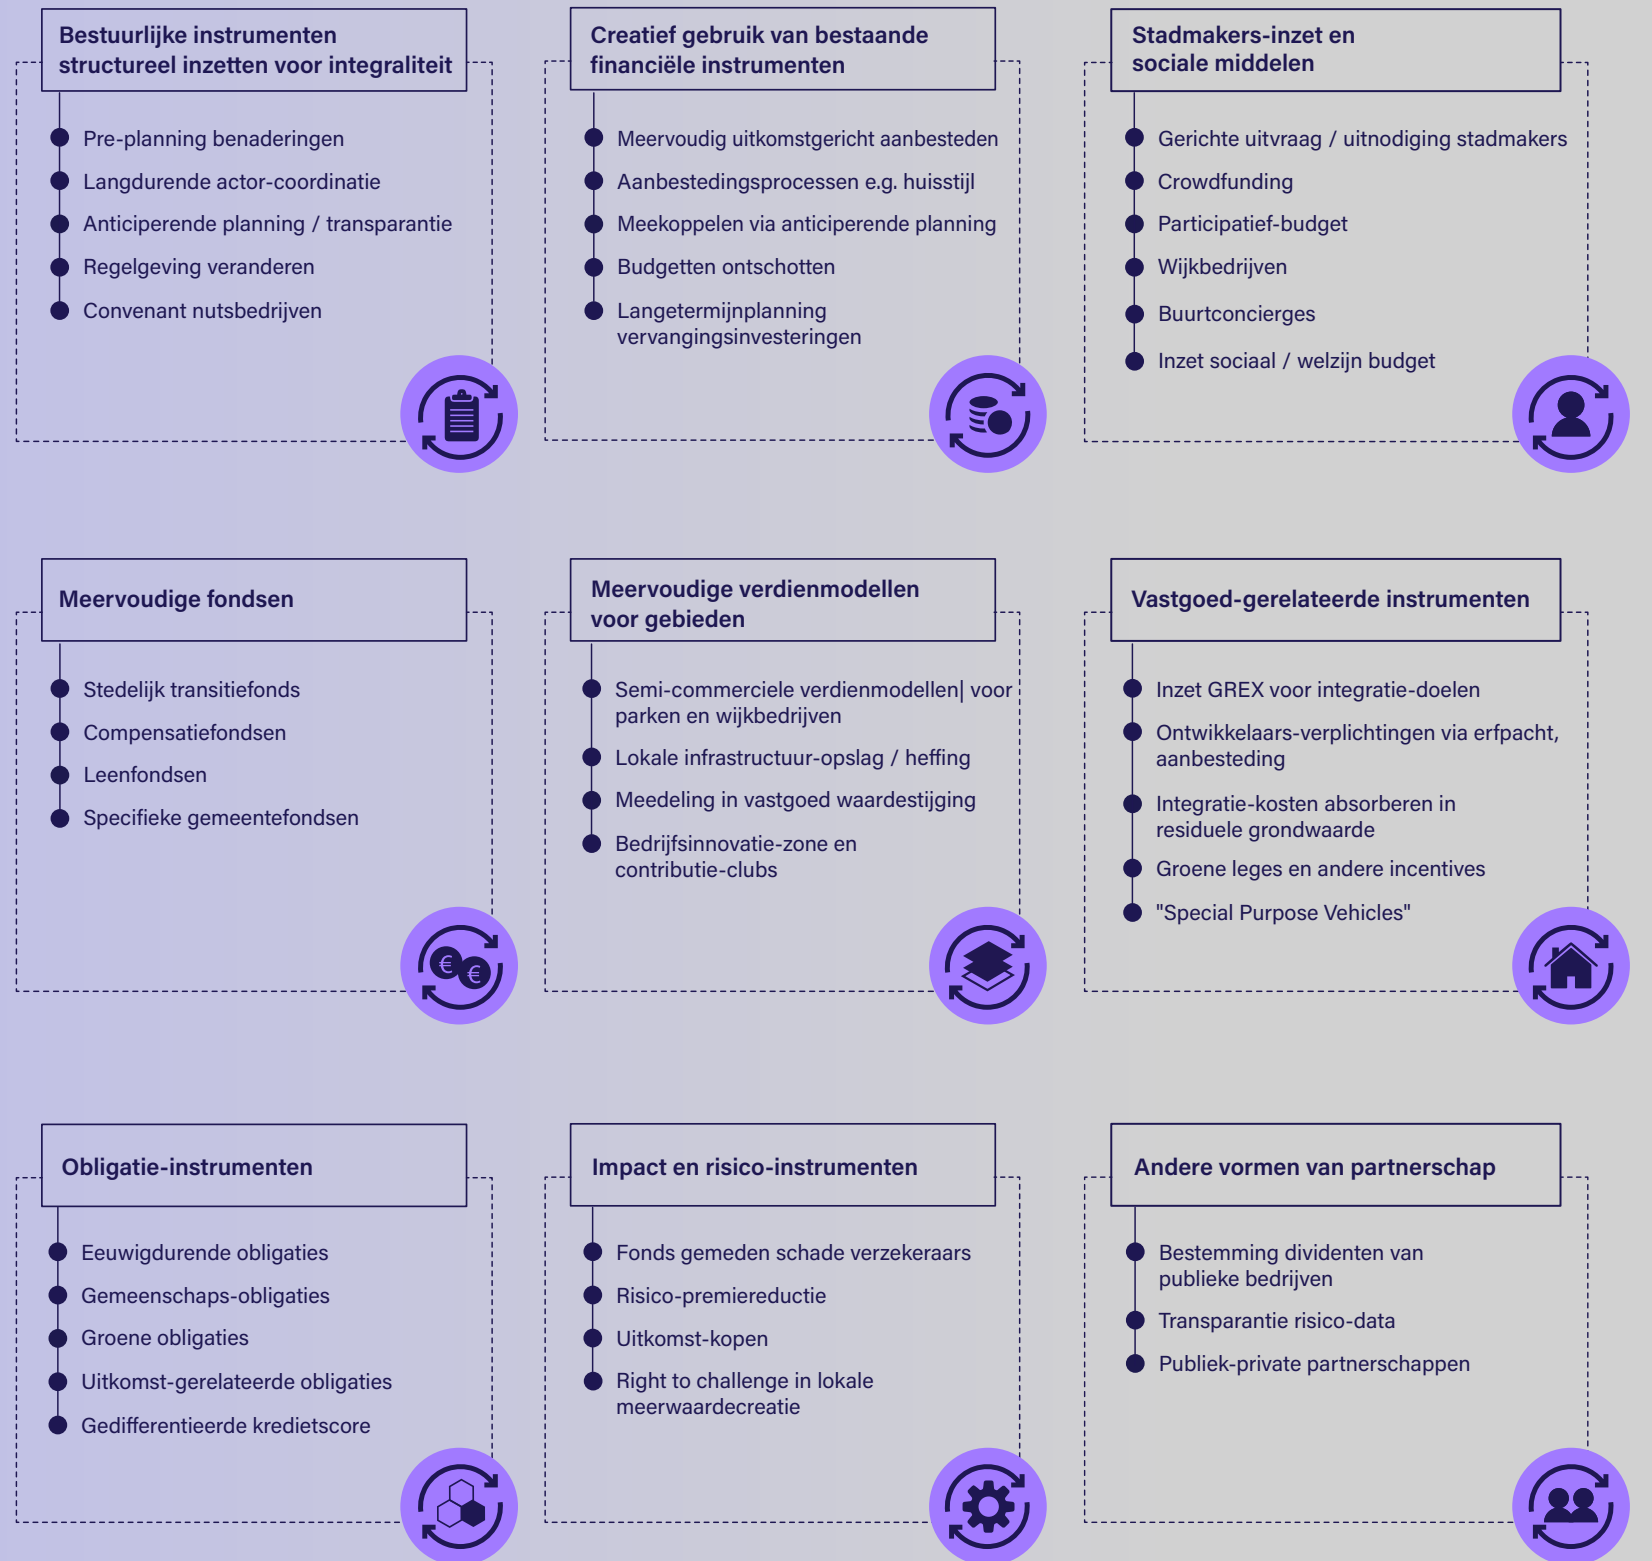 Bestuurlijke instrumenten
structureel inzetten voor integraliteit
Pre-planning benaderingen
Langdurende actor-coordinatie
Anticiperende planning / transparantie
Regelgeving veranderen
Convenant nutsbedrijven
Creatief gebruik van bestaande
financiële instrumenten
Meervoudig uitkomstgericht aanbesteden
Aanbestedingsprocessen e.g. huisstijl
Meekoppelen via anticiperende planning
Budgetten ontschotten
Langetermijnplanning
vervangingsinvesteringen
Stadmakers-inzet en
sociale middelen
Gerichte uitvraag / uitnodiging stadmakers
Crowdfunding
Participatief-budget
Wijkbedrijven
Buurtconcierges
Inzet sociaal / welzijn budget
Meervoudige fondsen
Stedelijk transitiefonds
Compensatiefondsen
Leenfondsen
Specifieke gemeentefondsen
€ €
Meervoudige verdienmodellen
voor gebieden
Semi-commerciele verdienmodellen| voor
parken en wijkbedrijven
Lokale infrastructuur-opslag / heffing
Meedeling in vastgoed waardestijging
Bedrijfsinnovatie-zone en
contributie-clubs
Vastgoed-gerelateerde instrumenten
Inzet GREX voor integratie-doelen
Ontwikkelaars-verplichtingen via erfpacht,
aanbesteding
Integratie-kosten absorberen in
residuele grondwaarde
Groene leges en andere incentives
"Special Purpose Vehicles"
Obligatie-instrumenten
Eeuwigdurende obligaties
Gemeenschaps-obligaties
Groene obligaties
Uitkomst-gerelateerde obligaties
Gedifferentieerde kredietscore
Impact en risico-instrumenten
Fonds gemeden schade verzekeraars
Risico-premiereductie
Uitkomst-kopen
Right to challenge in lokale
meerwaardecreatie
Andere vormen van partnerschap
Bestemming dividenten van
publieke bedrijven
Transparantie risico-data
Publiek-private partnerschappen